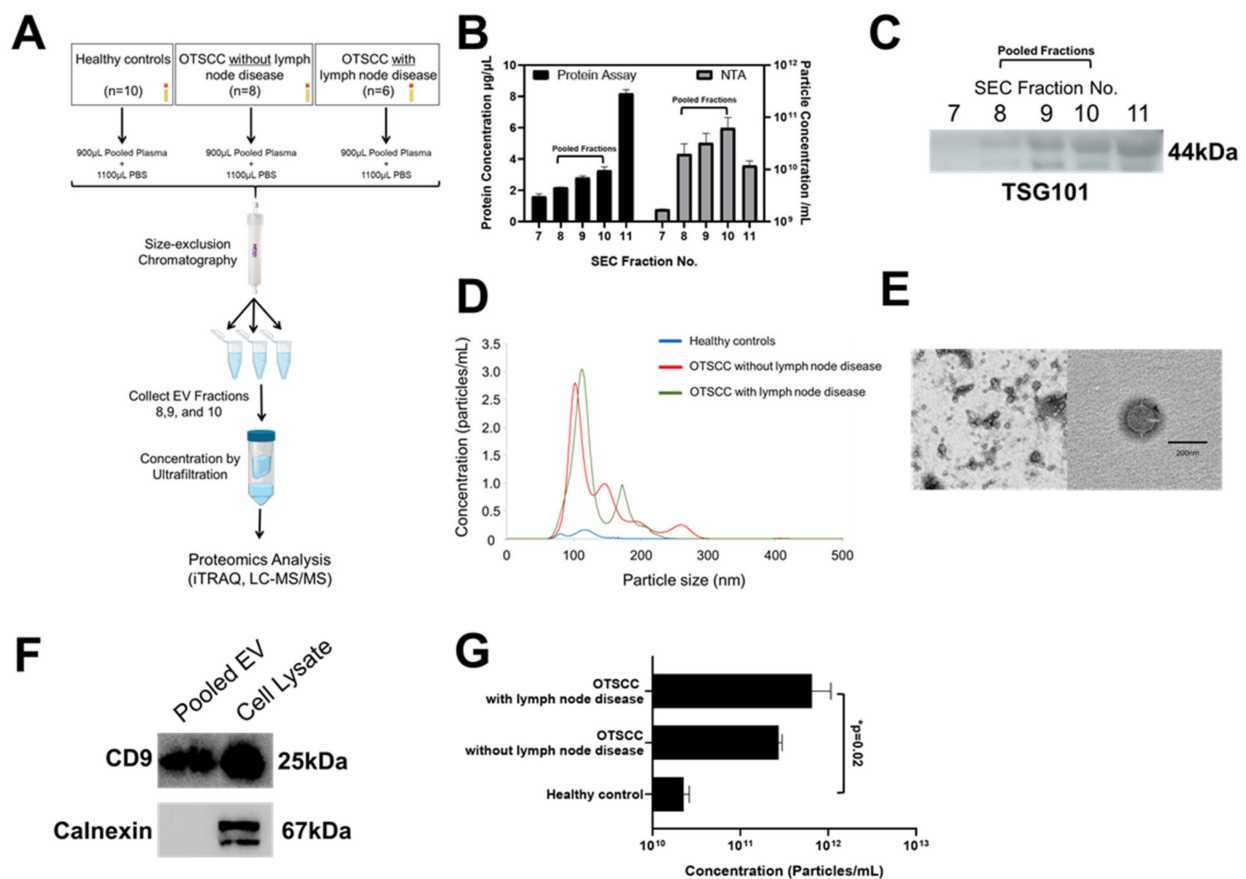 A
Healthy controls
(n=10)
OTSCC without lymph
node disease
(n=8)
OTSCC with
lymph node disease
(n=6)
900µL Pooled Plasma
+
1100µL PBS
900µL Pooled Plasma
+
1100µL PBS
900µL Pooled Plasma
+
1100µL PBS
Size-exclusion
Chromatography
Collect EV Fractions
8,9, and 10
Concentration by
Ultrafiltration
Proteomics Analysis
(iTRAQ, LC-MS/MS)
B
Protein Concentration µg/µL
10
8
6
4
2
0
Protein Assay
NTA
Pooled Fractions
Pooled Fractions
10¹²
10¹¹
10¹⁰
10⁹
Particle Concentration /mL
7 8 9 10 11 7 8 9 10 11
SEC Fraction No.
C
Pooled Fractions
SEC Fraction No.
7 8 9 10 11
44kDa
TSG101
D
Concentration (particles/mL)
3.5
3.0
2.5
2.0
1.5
1.0
0.5
0
Healthy controls
OTSCC without lymph node disease
OTSCC with lymph node disease
0 100 200 300 400 500
Particle size (nm)
E
200nm
F
Pooled EV
Cell Lysate
CD9 25kDa
Calnexin 67kDa
G
OTSCC
with lymph node disease
OTSCC
without lymph node disease
Healthy control
*p=0.02
10¹⁰ 10¹¹ 10¹² 10¹³
Concentration (Particles/mL)